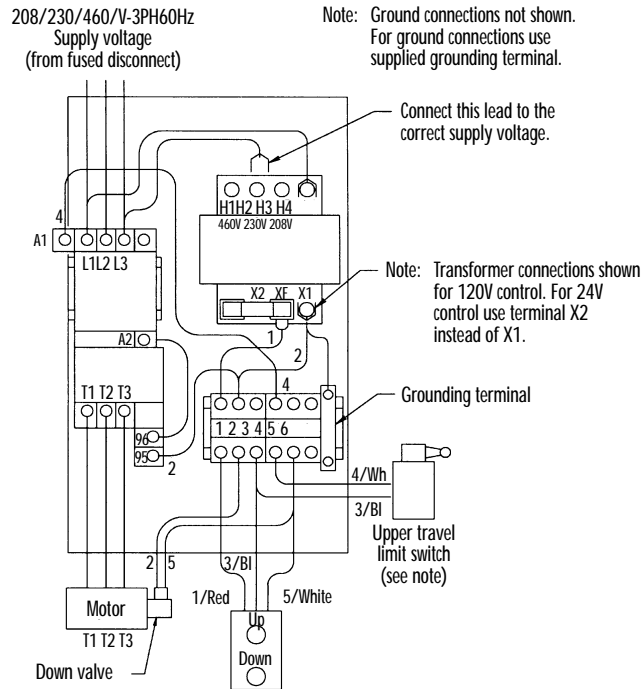 208/230/460/V-3PH60Hz
Supply voltage
(from fused disconnect)
Note: Ground connections not shown.
For ground connections use
supplied grounding terminal.
Connect this lead to the
correct supply voltage.
4
A1
L1 L2 L3
H1 H2 H3 H4
460V 230V 208V
X2 XF X1
Note: Transformer connections shown
for 120V control. For 24V
control use terminal X2
instead of X1.
A2
1
2
4
T1 T2 T3
Grounding terminal
1 2 3 4 5 6
96
95
2
4/Wh
3/Bl
Upper travel
limit switch
(see note)
2 5
3/Bl
1/Red
5/White
Motor
T1 T2 T3
Up
Down
Down valve